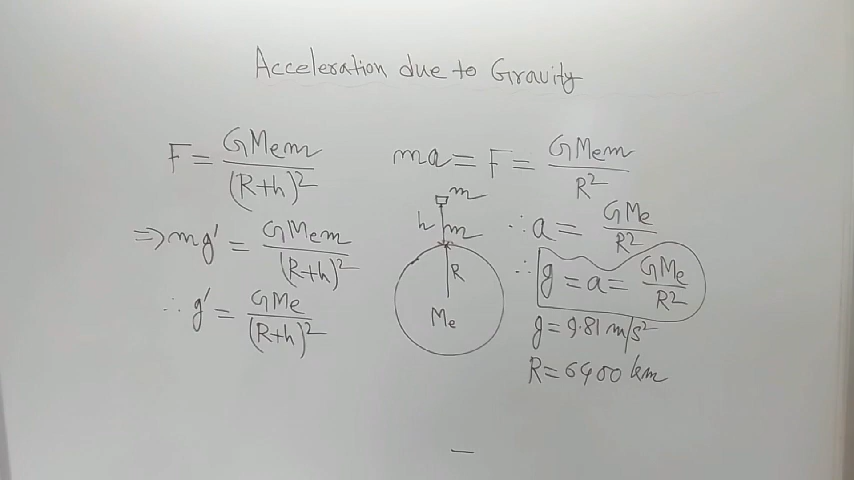 Acceleration due to Gravity
F = GMem/(R+h)²
⇒ mg' = GMem/(R+h)²
∴ g' = GMe/(R+h)²
m
h m
R
Me
ma = F = GMem/R²
∴ a = GMe/R²
∴ g = a = GMe/R²
g = 9.81 m/s²
R = 6400 km